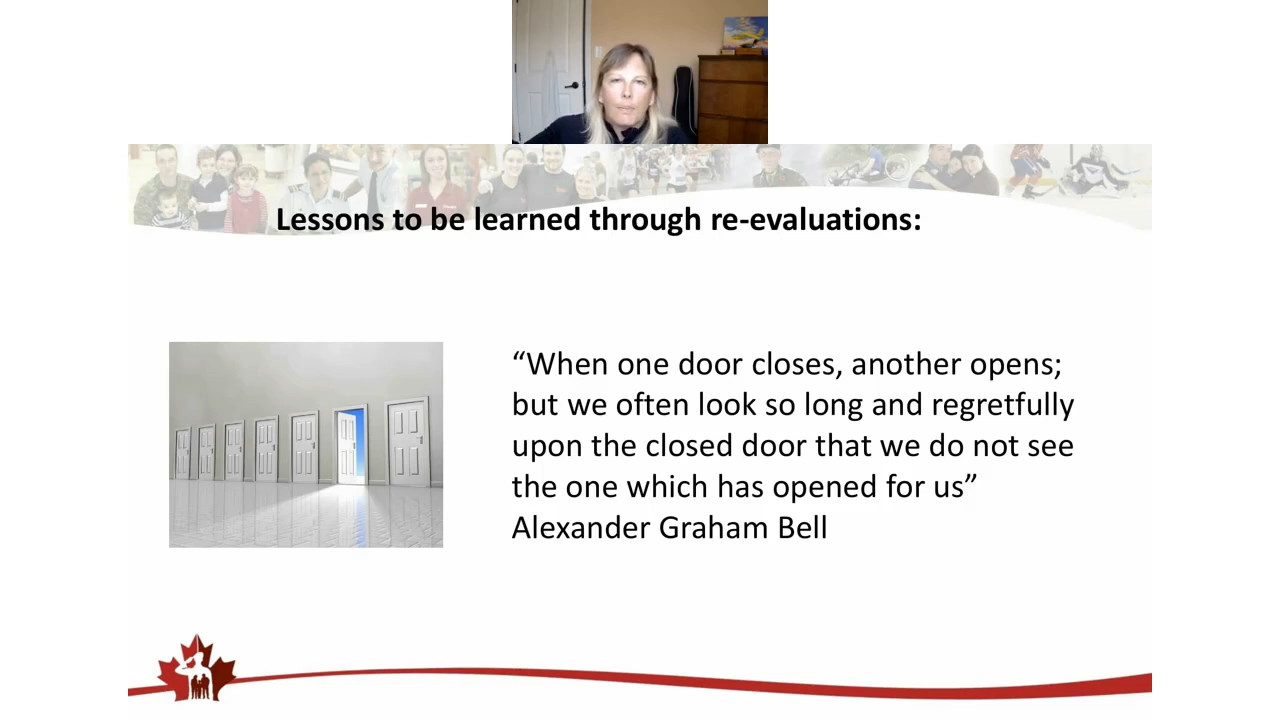 Lessons to be learned through re-evaluations:
“When one door closes, another opens;
but we often look so long and regretfully
upon the closed door that we do not see
the one which has opened for us”
Alexander Graham Bell